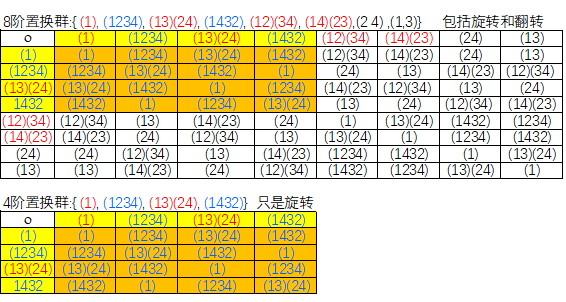 8阶置换群:{ (1), (1234), (13)(24), (1432), (12)(34), (14)(23),(2 4) ,(1,3)} 包括旋转和翻转
o (1) (1234) (13)(24) (1432) (12)(34) (14)(23) (24) (13)
(1) (1) (1234) (13)(24) (1432) (12)(34) (14)(23) (24) (13)
(1234) (1234) (13)(24) (1432) (1) (24) (13) (14)(23) (12)(34)
(13)(24) (13)(24) (1432) (1) (1234) (14)(23) (12)(34) (13) (24)
1432 (1432) (1) (1234) (13)(24) (13) (24) (12)(34) (14)(23)
(12)(34) (12)(34) (13) (14)(23) (24) (1) (13)(24) (1432) (1234)
(14)(23) (14)(23) (24) (12)(34) (13) (13)(24) (1) (1234) (1432)
(24) (24) (12)(34) (13) (14)(23) (1234) (1432) (1) (13)(24)
(13) (13) (14)(23) (24) (12)(34) (1432) (1234) (13)(24) (1)
4阶置换群:{ (1), (1234), (13)(24), (1432)} 只是旋转
o (1) (1234) (13)(24) (1432)
(1) (1) (1234) (13)(24) (1432)
(1234) (1234) (13)(24) (1432) (1)
(13)(24) (13)(24) (1432) (1) (1234)
1432 (1432) (1) (1234) (13)(24)